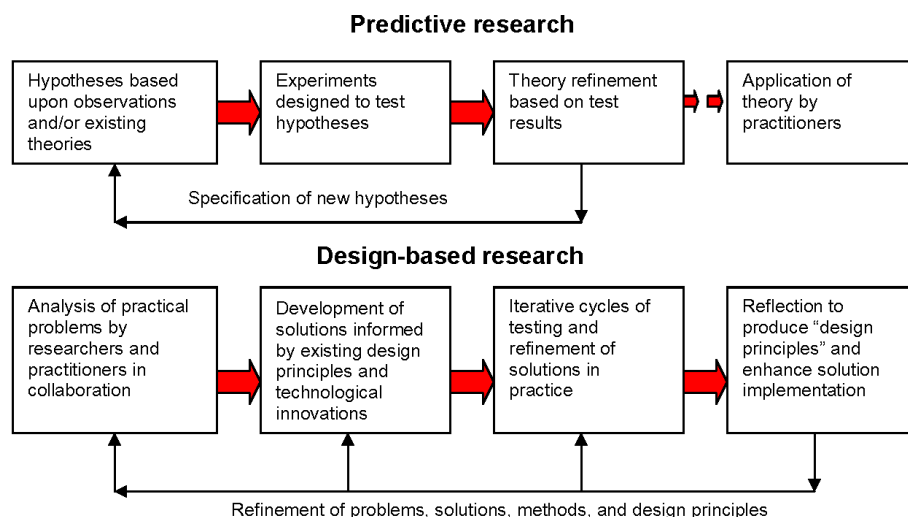 Predictive research
Hypotheses based
upon observations
and/or existing
theories
Experiments
designed to test
hypotheses
Theory refinement
based on test
results
Application of
theory by
practitioners
Specification of new hypotheses
Design-based research
Analysis of practical
problems by
researchers and
practitioners in
collaboration
Development of
solutions informed
by existing design
principles and
technological
innovations
Iterative cycles of
testing and
refinement of
solutions in
practice
Reflection to
produce “design
principles” and
enhance solution
implementation
Refinement of problems, solutions, methods, and design principles